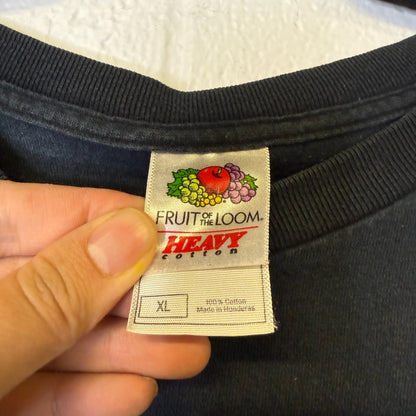 FRUIT OF THE LOOM®
HEAVY
cotton
XL
100% Cotton
Made in Honduras